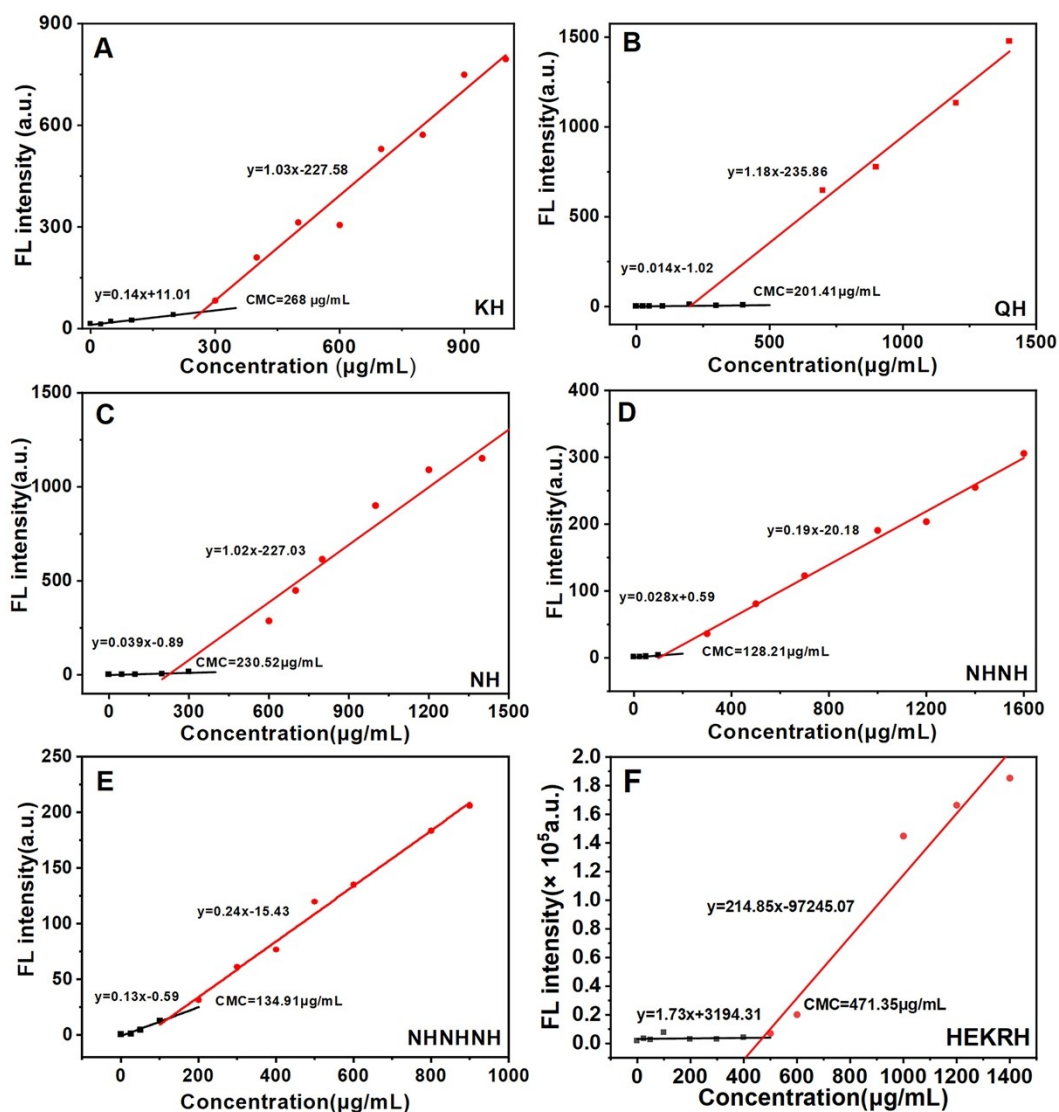 A
FL intensity (a.u.)
900
600
300
0
y=1.03x-227.58
y=0.14x+11.01
CMC=268 µg/mL
KH
0 300 600 900
Concentration (µg/mL)
B
FL intensity(a.u.)
1500
1000
500
0
y=1.18x-235.86
y=0.014x-1.02
CMC=201.41µg/mL
QH
0 500 1000 1500
Concentration(µg/mL)
C
FL intensity(a.u.)
1500
1000
500
0
y=1.02x-227.03
y=0.039x-0.89
CMC=230.52µg/mL
NH
0 300 600 900 1200 1500
Concentration(µg/mL)
D
FL intensity(a.u.)
400
300
200
100
0
y=0.19x-20.18
y=0.028x+0.59
CMC=128.21µg/mL
NHNH
0 400 800 1200 1600
Concentration(µg/mL)
E
FL intensity(a.u.)
250
200
150
100
50
0
y=0.24x-15.43
y=0.13x-0.59
CMC=134.91µg/mL
NHNHNH
0 200 400 600 800 1000
Concentration(µg/mL)
F
FL intensity(× 10⁵a.u.)
2.0
1.8
1.6
1.4
1.2
1.0
0.8
0.6
0.4
0.2
0.0
y=214.85x-97245.07
y=1.73x+3194.31
CMC=471.35µg/mL
HEKRH
0 200 400 600 800 1000 1200 1400
Concentration(µg/mL)